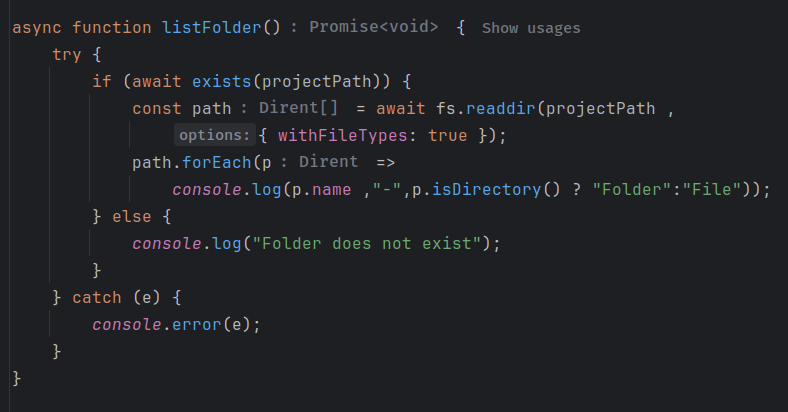 async function listFolder() : Promise<void> { Show usages
try {
if (await exists(projectPath)) {
const path : Dirent[] = await fs.readdir(projectPath ,
options: { withFileTypes: true });
path.forEach(p : Dirent =>
console.log(p.name ,"-",p.isDirectory() ? "Folder":"File"));
} else {
console.log("Folder does not exist");
}
} catch (e) {
console.error(e);
}
}